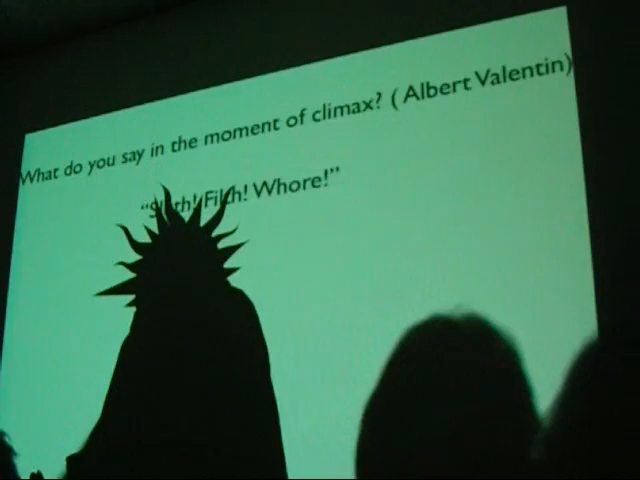 What do you say in the moment of climax? ( Albert Valentin)
Filth! Whore!”